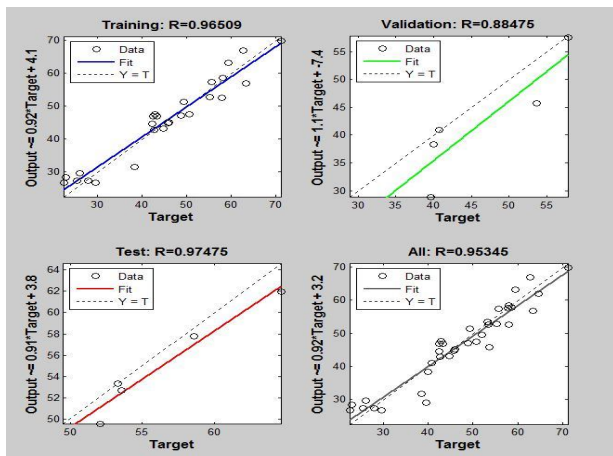 Training: R=0.96509
Output ~= 0.92*Target + 4.1
70
60
50
40
30
Data
Fit
Y = T
30 40 50 60 70
Target
Validation: R=0.88475
Output ~= 1.1*Target + -7.4
55
50
45
40
35
30
Data
Fit
Y = T
30 35 40 45 50 55
Target
Test: R=0.97475
Output ~= 0.91*Target + 3.8
64
62
60
58
56
54
52
50
Data
Fit
Y = T
50 55 60
Target
All: R=0.95345
Output ~= 0.92*Target + 3.2
70
60
50
40
30
Data
Fit
Y = T
30 40 50 60 70
Target